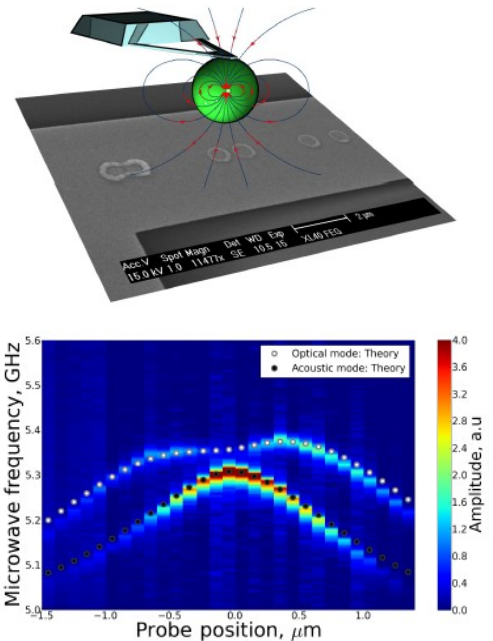 2 µm
Acc.V Spot Magn Det WD Exp
15.0 kV 1.0 11477x SE 10.5 15 XL40 FEG
5.6
5.5
5.4
5.3
5.2
5.1
5.0
Microwave frequency, GHz
Optical mode: Theory
Acoustic mode: Theory
−1.5 −1.0 −0.5 0.0 0.5 1.0
Probe position, μm
4.0
3.6
3.2
2.8
2.4
2.0
1.6
1.2
0.8
0.4
0.0
Amplitude, a.u